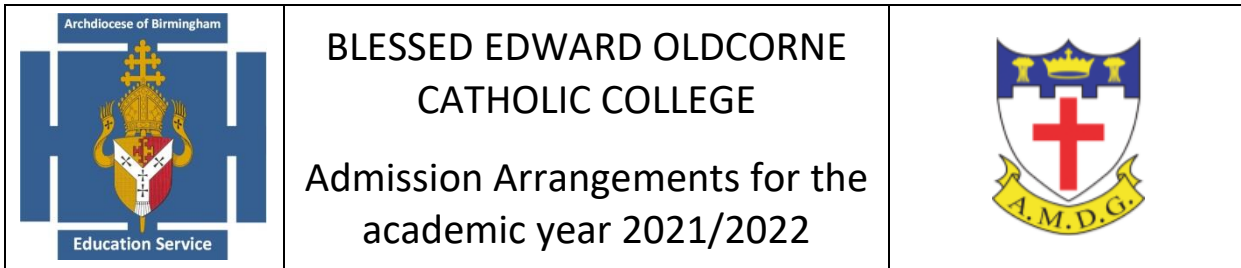 Archdiocese of Birmingham
Education Service
BLESSED EDWARD OLDCORNE
CATHOLIC COLLEGE
Admission Arrangements for the
academic year 2021/2022
A.M.D.G.